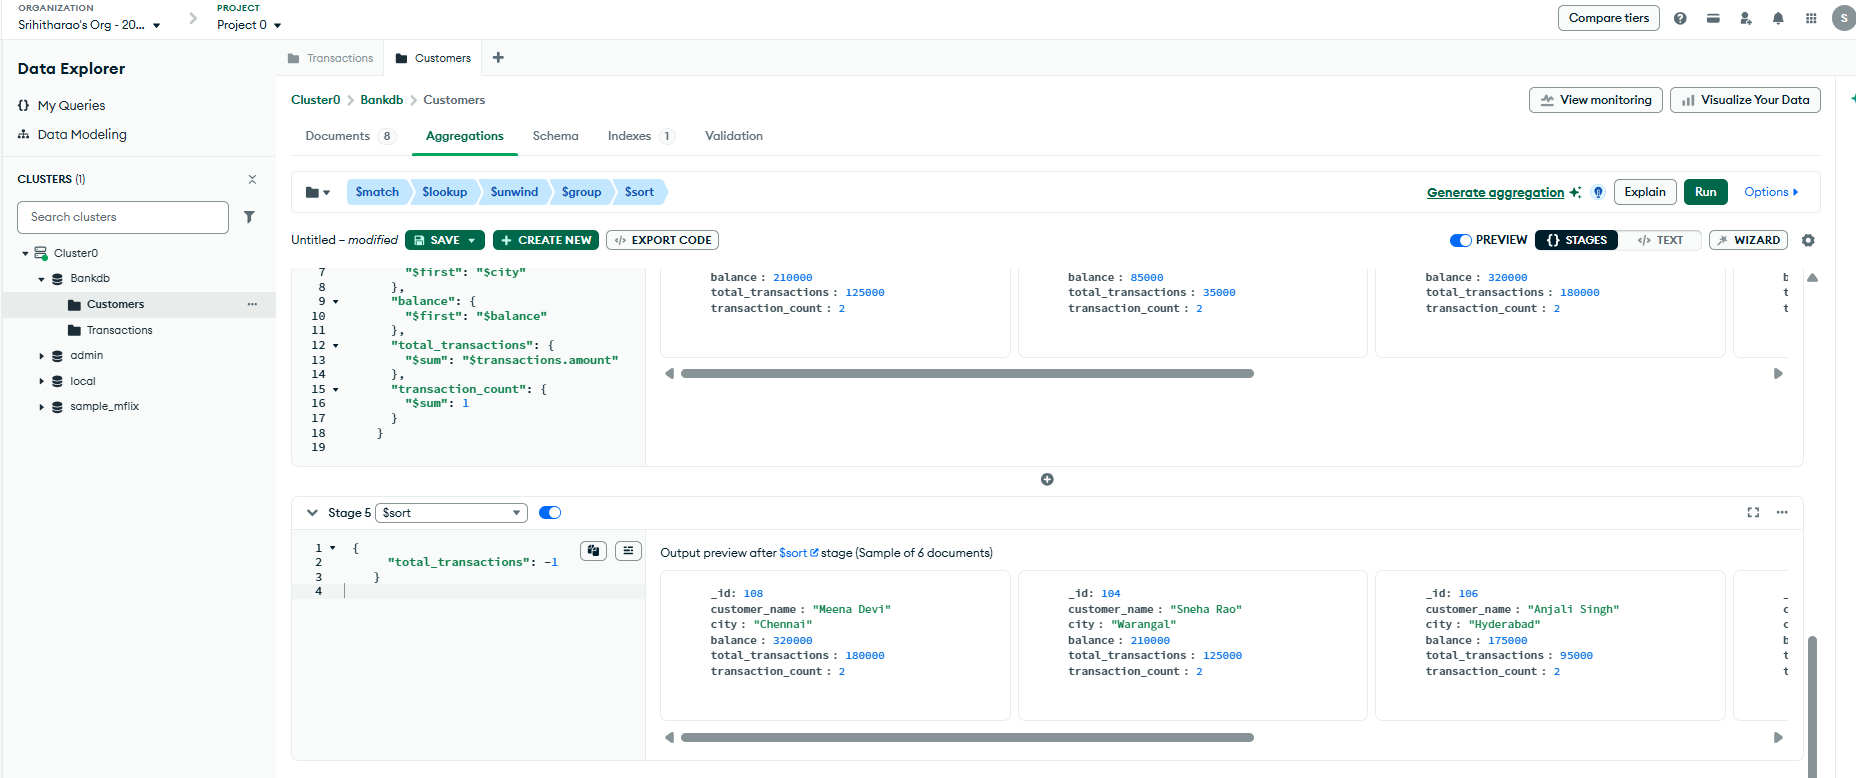 ORGANIZATION
Srihitharao's Org - 20...
PROJECT
Project 0
Compare tiers
S
Data Explorer
My Queries
Data Modeling
CLUSTERS (1)
Search clusters
Cluster0
Bankdb
Customers
Transactions
admin
local
sample_mflix
Transactions
Customers
Cluster0 > Bankdb > Customers
View monitoring
Visualize Your Data
Documents 8
Aggregations
Schema
Indexes 1
Validation
$match
$lookup
$unwind
$group
$sort
Generate aggregation
Explain
Run
Options
Untitled – modified
SAVE
CREATE NEW
EXPORT CODE
PREVIEW
{} STAGES
</> TEXT
WIZARD
7 "$first": "$city"
8 },
9 "balance": {
10 "$first": "$balance"
11 },
12 "total_transactions": {
13 "$sum": "$transactions.amount"
14 },
15 "transaction_count": {
16 "$sum": 1
17 }
18 }
19
balance : 210000
total_transactions : 125000
transaction_count : 2
balance : 85000
total_transactions : 35000
transaction_count : 2
balance : 320000
total_transactions : 180000
transaction_count : 2
b
t
t
Stage 5 $sort
1 {
2 "total_transactions": -1
3 }
4
Output preview after $sort stage (Sample of 6 documents)
_id: 108
customer_name : "Meena Devi"
city : "Chennai"
balance : 320000
total_transactions : 180000
transaction_count : 2
_id: 104
customer_name : "Sneha Rao"
city : "Warangal"
balance : 210000
total_transactions : 125000
transaction_count : 2
_id: 106
customer_name : "Anjali Singh"
city : "Hyderabad"
balance : 175000
total_transactions : 95000
transaction_count : 2
_
c
c
b
t
t